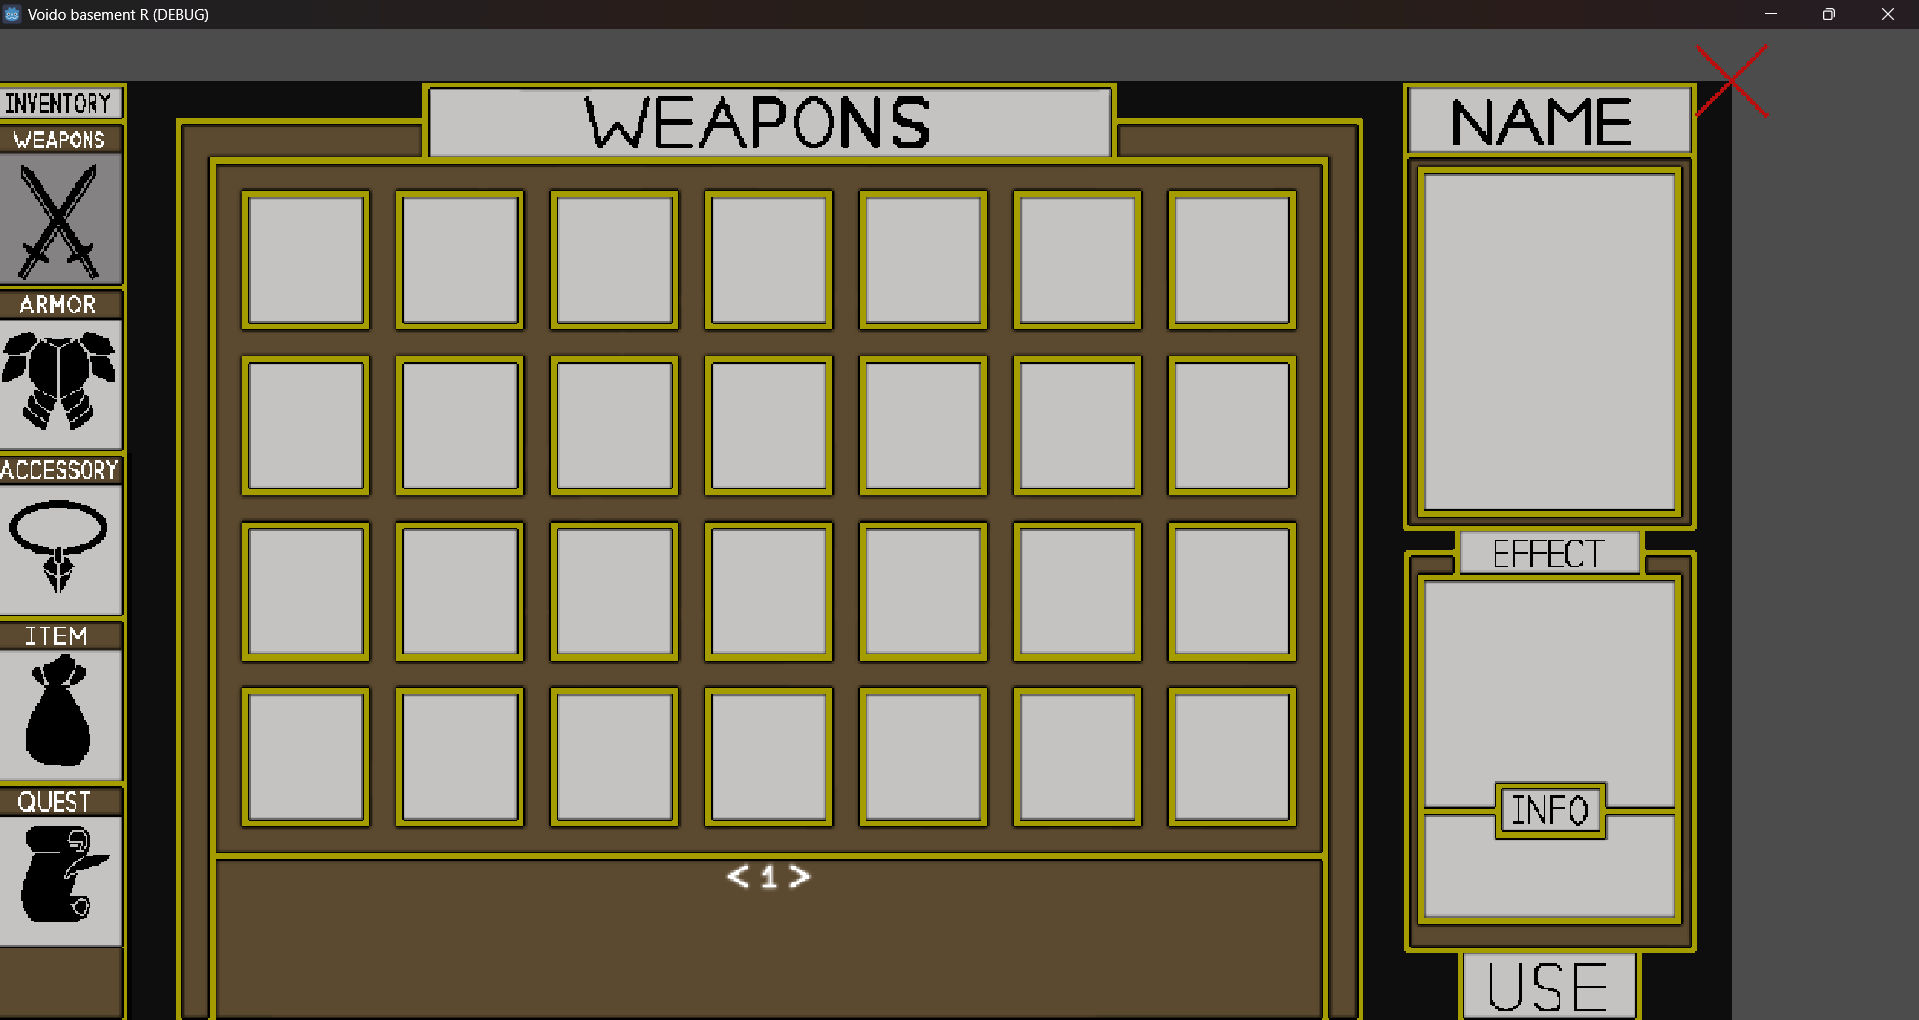 Voido basement R (DEBUG)
INVENTORY
WEAPONS
ARMOR
ACCESSORY
ITEM
QUEST
WEAPONS
< 1 >
NAME
EFFECT
INFO
USE